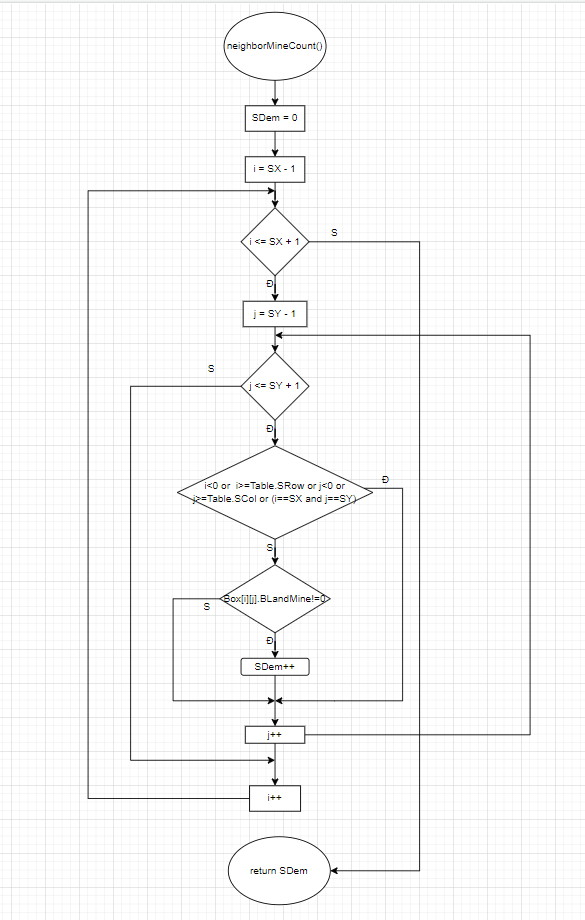 neighborMineCount()
SDem = 0
i = SX - 1
i <= SX + 1
S
Đ
j = SY - 1
S
j <= SY + 1
Đ
i<0 or i>=Table.SRow or j<0 or
j>=Table.SCol or (i==SX and j==SY)
Đ
S
Box[i][j].BLandMine!=0
S
Đ
SDem++
j++
i++
return SDem